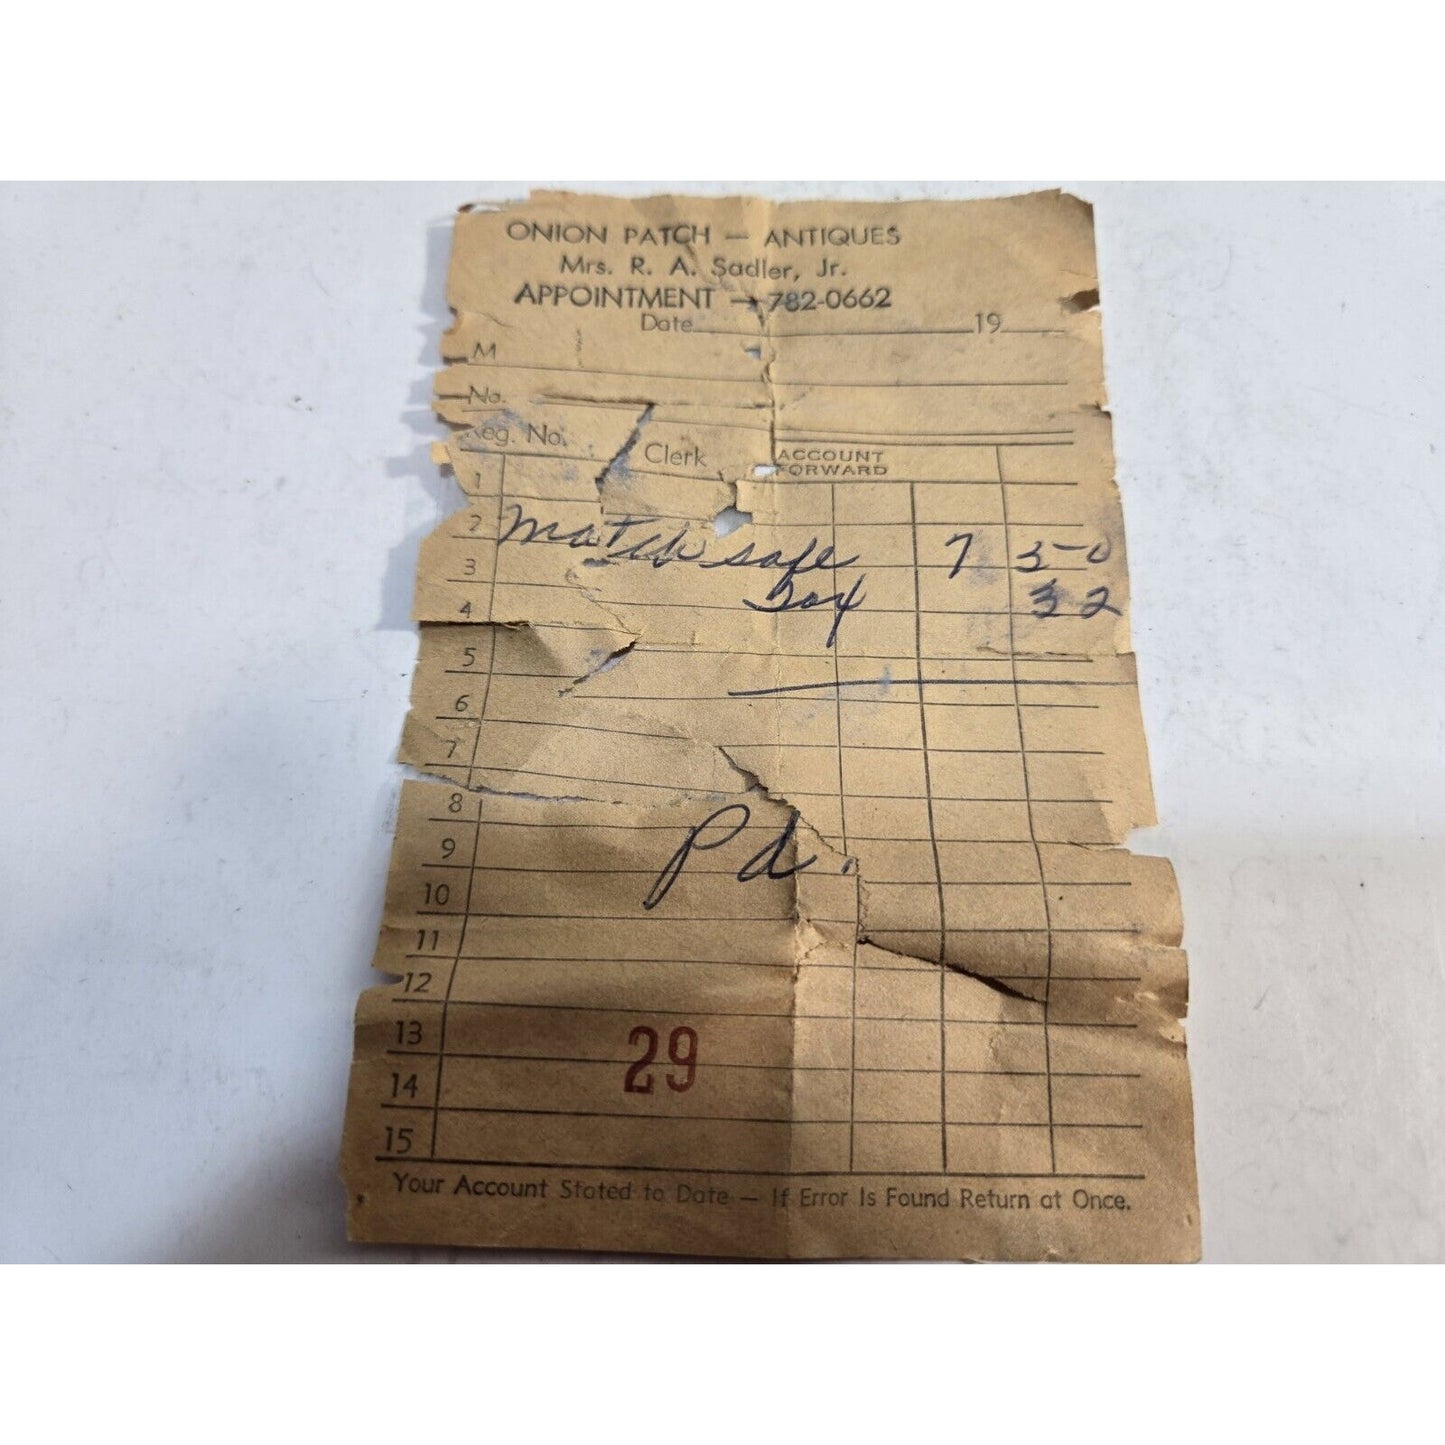 ONION PATCH — ANTIQUES
Mrs. R. A. Sadler, Jr.
APPOINTMENT — 782-0662
Date 19
M
No.
Reg. No. Clerk ACCOUNT FORWARD
1
2 Match safe 7 50
3 32
4
5
6
7
8
9 Pd.
10
11
12
13
29
14
15
Your Account Stated to Date — If Error Is Found Return at Once.